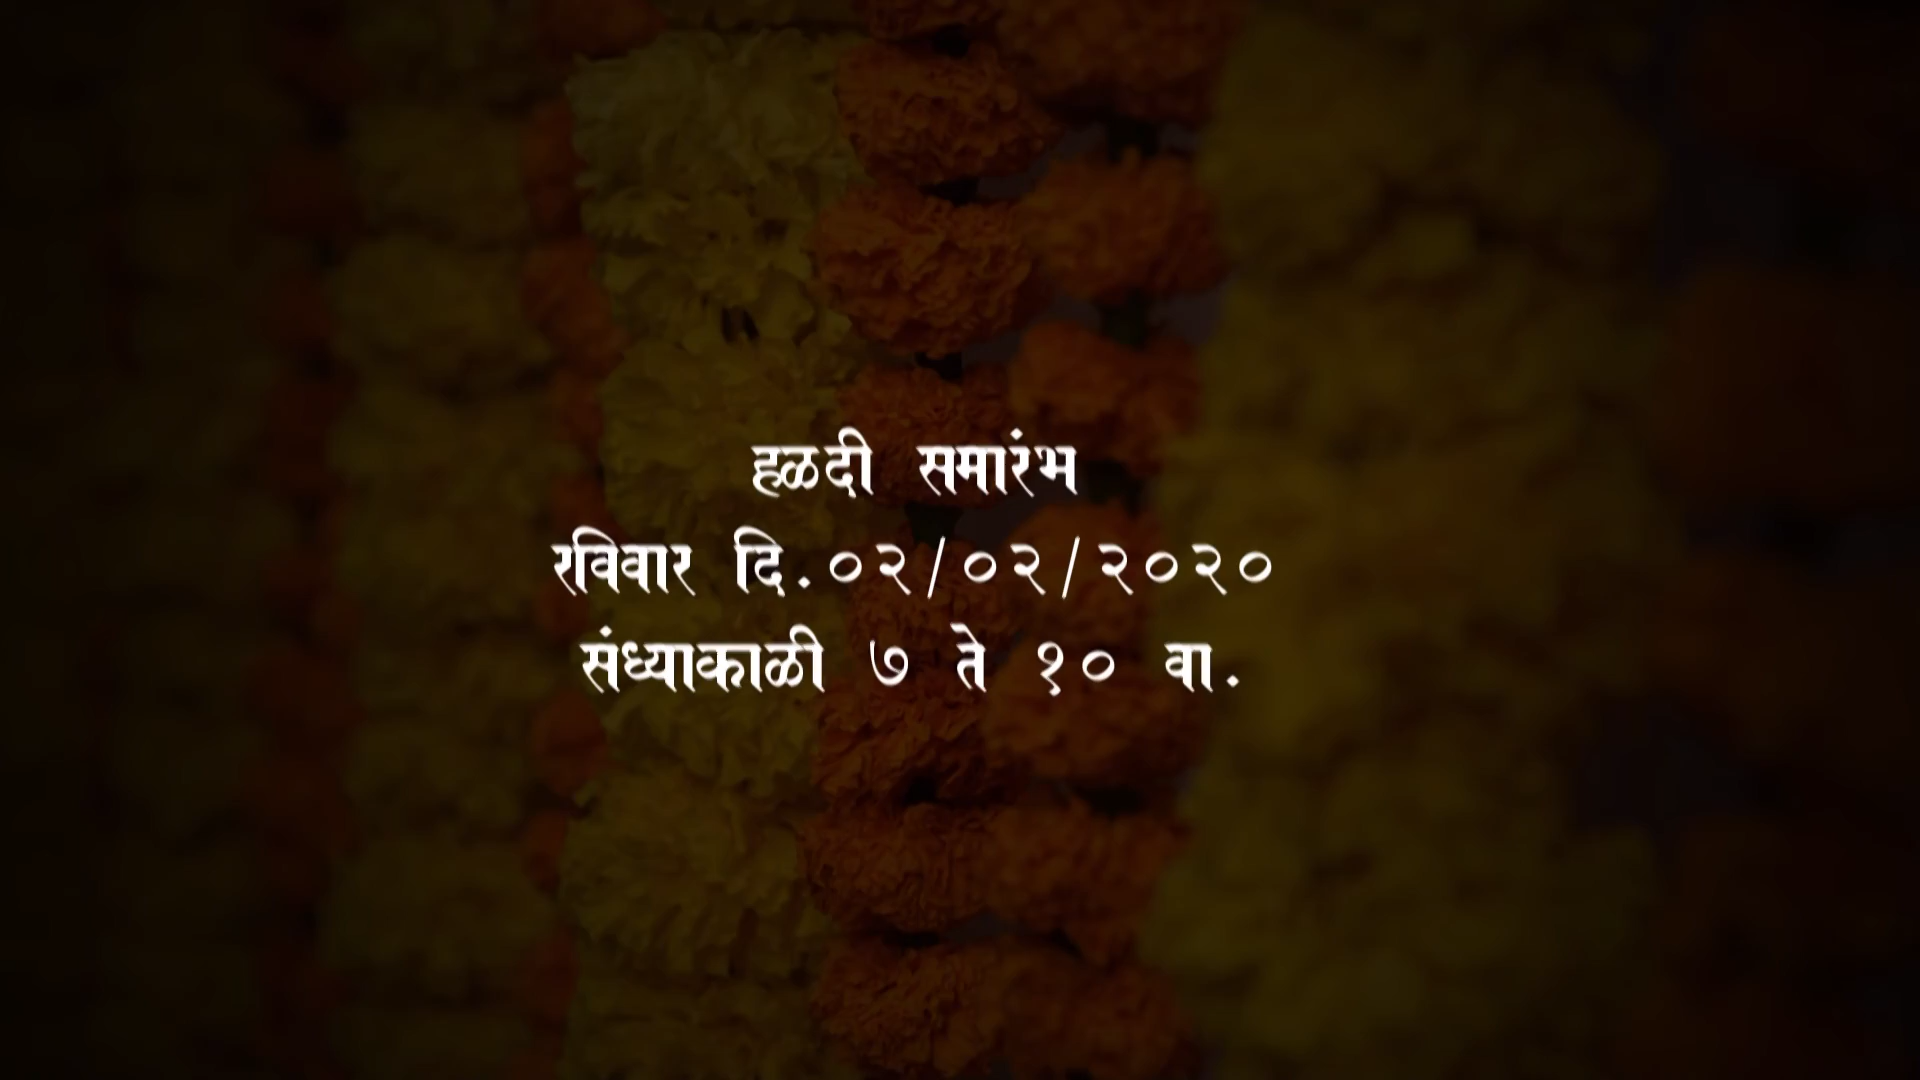 हळदी समारंभ
रविवार दि.०२/०२/२०२०
संध्याकाळी ७ ते १० वा.